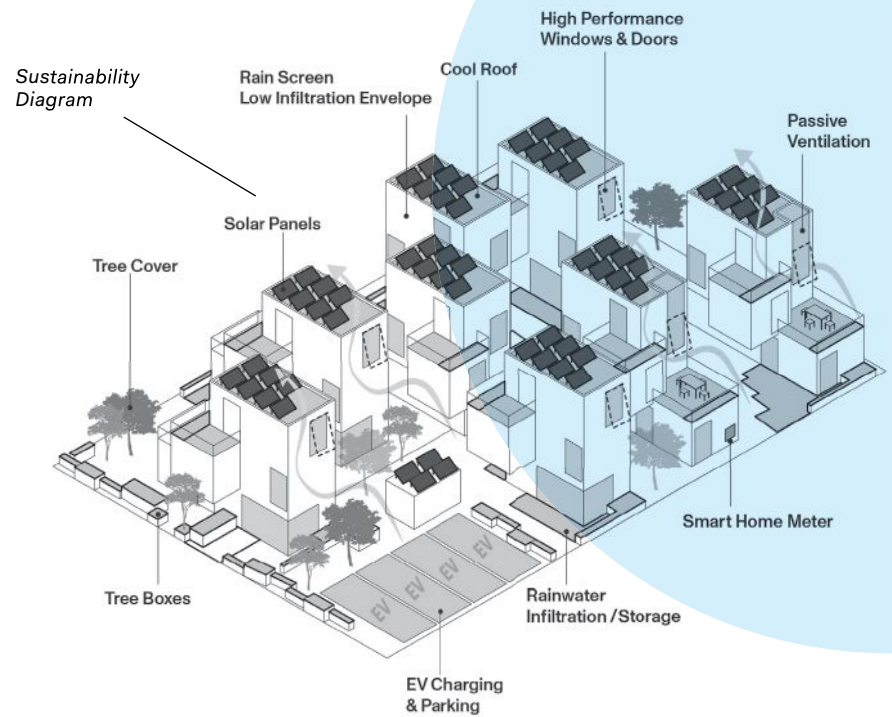 High Performance
Windows & Doors
Sustainability
Diagram
Rain Screen
Low Infiltration Envelope
Cool Roof
Passive
Ventilation
Solar Panels
Tree Cover
EV
EV
EV
EV
Smart Home Meter
Tree Boxes
Rainwater
Infiltration / Storage
EV Charging
& Parking